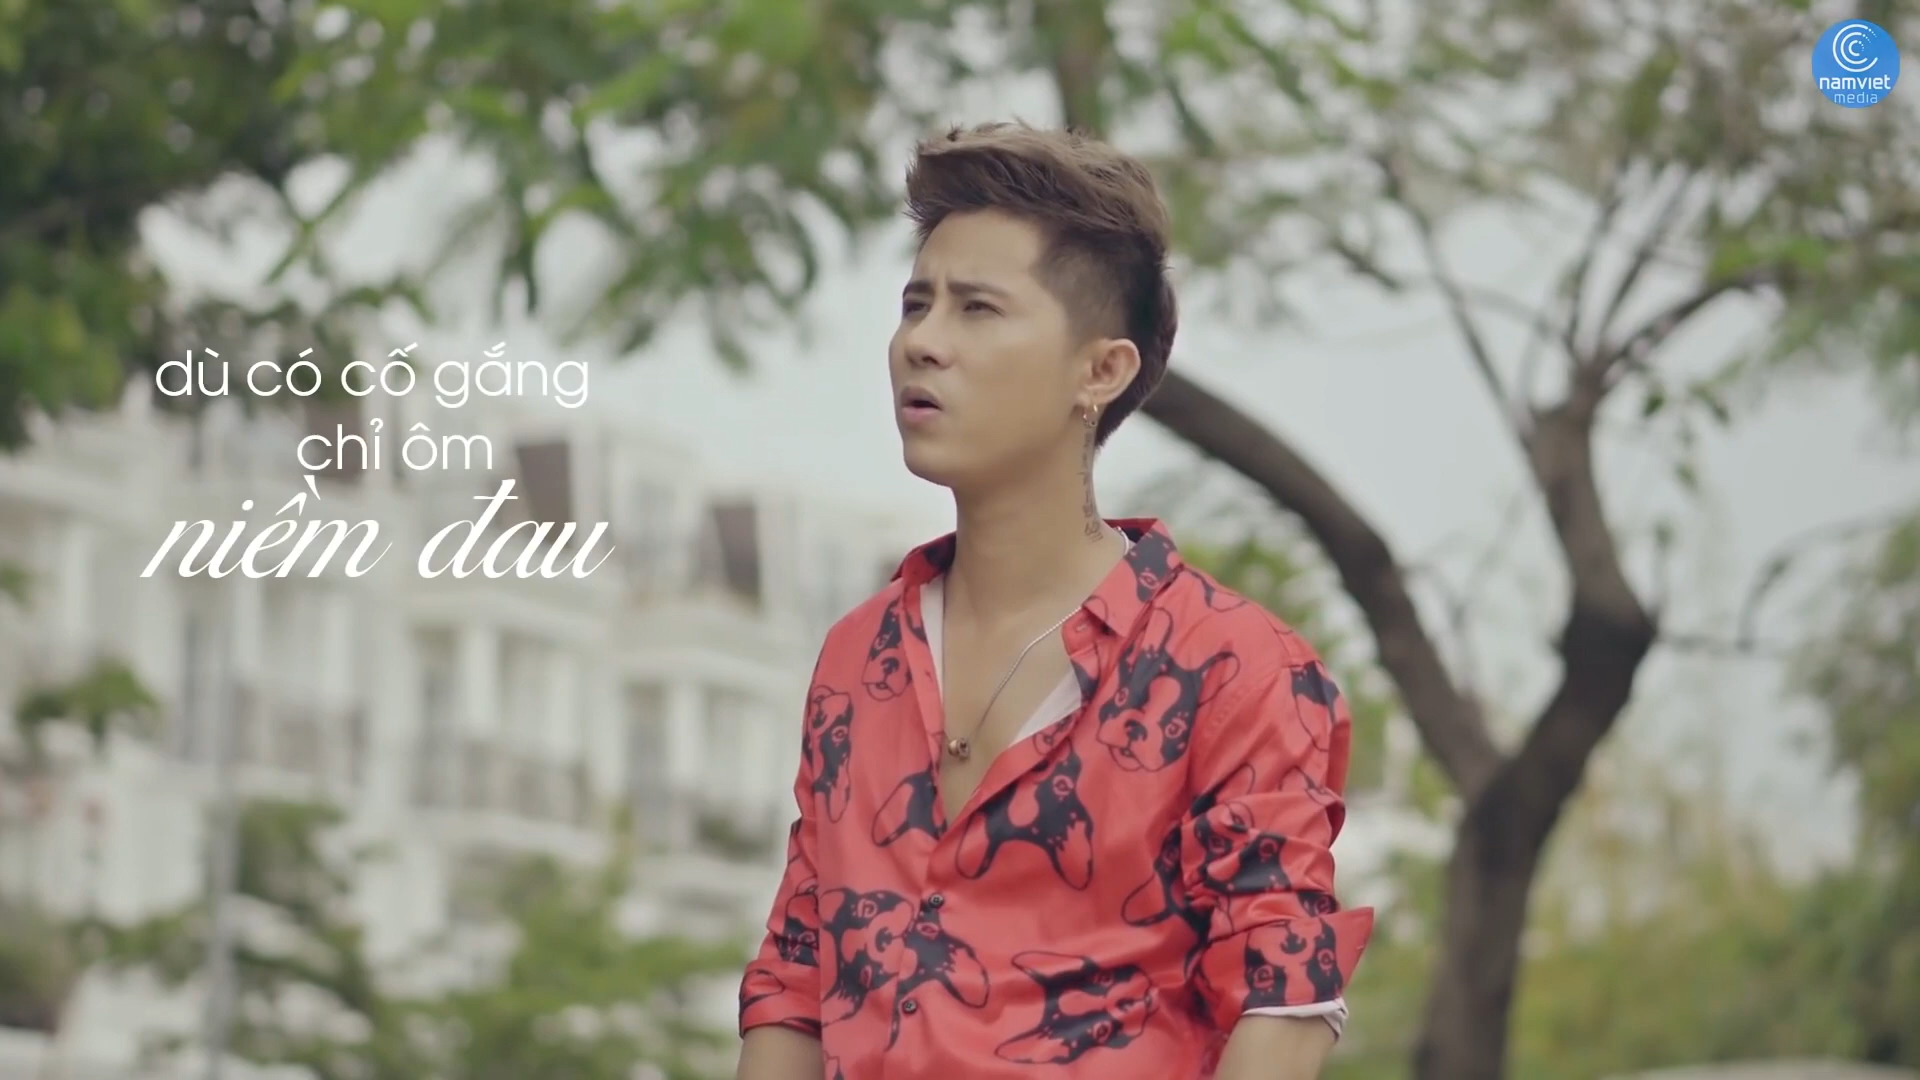 dù có cố gắng
chỉ ôm
niềm đau
namviet
media